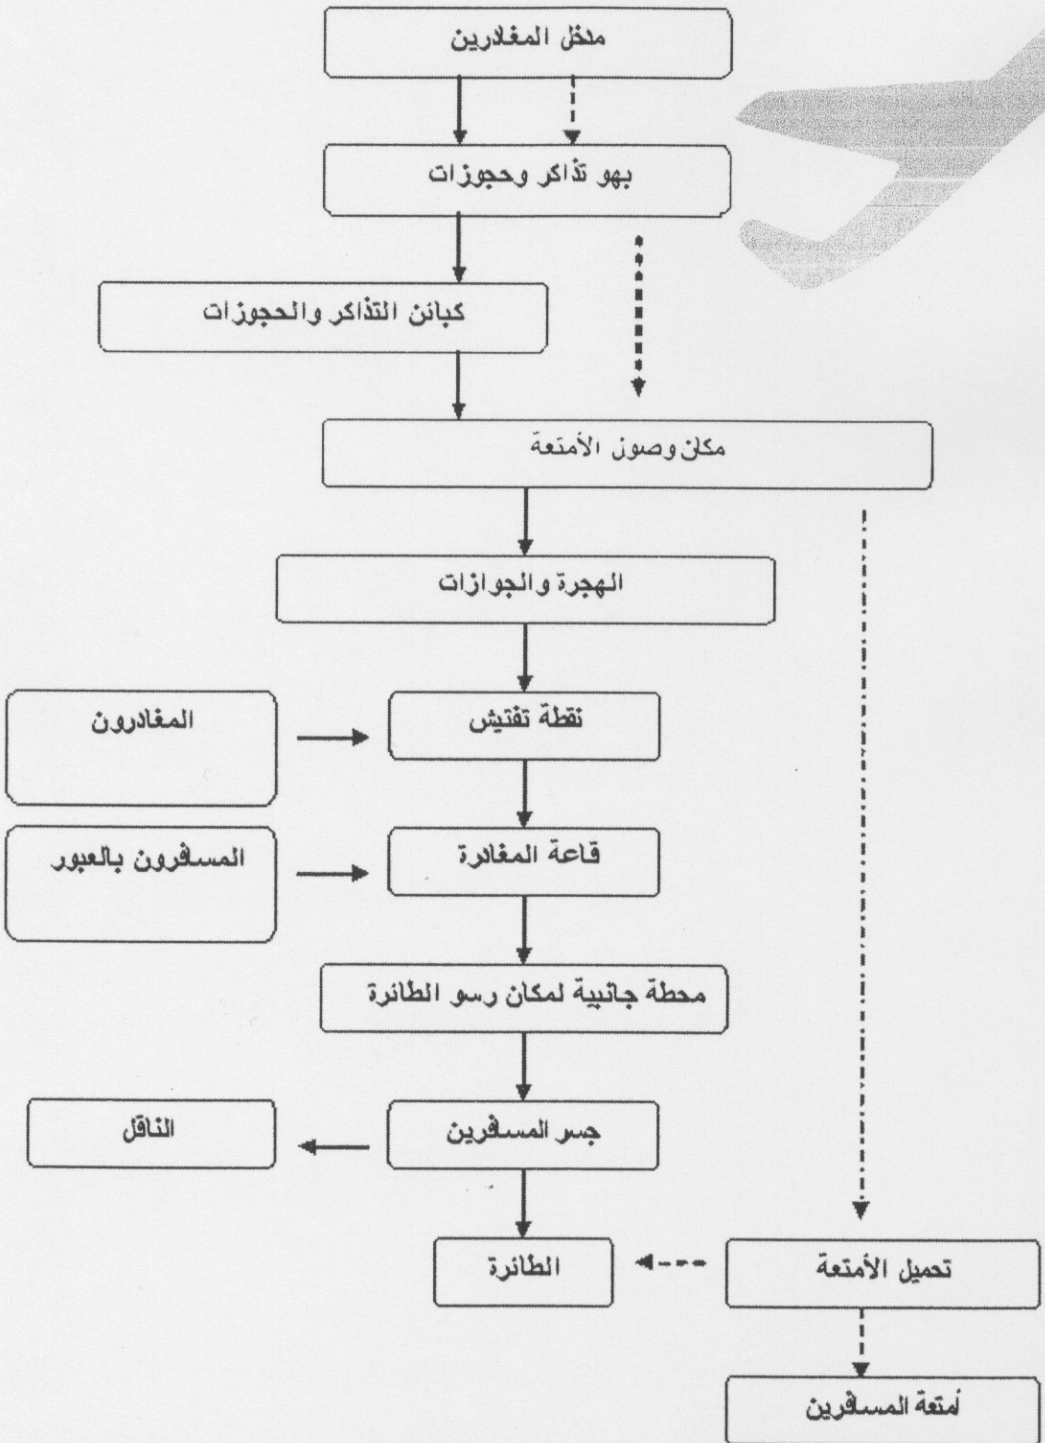 مدخل المغادرين
بهو تذاكر وحجوزات
كبائن التذاكر والحجوزات
مكان وصول الأمتعة
الهجرة والجوازات
المغادرون
نقطة تفتيش
المسافرون بالعبور
قاعة المغادرة
محطة جانبية لمكان رسو الطائرة
جسر المسافرين
الناقل
الطائرة
تحميل الأمتعة
أمتعة المسافرين